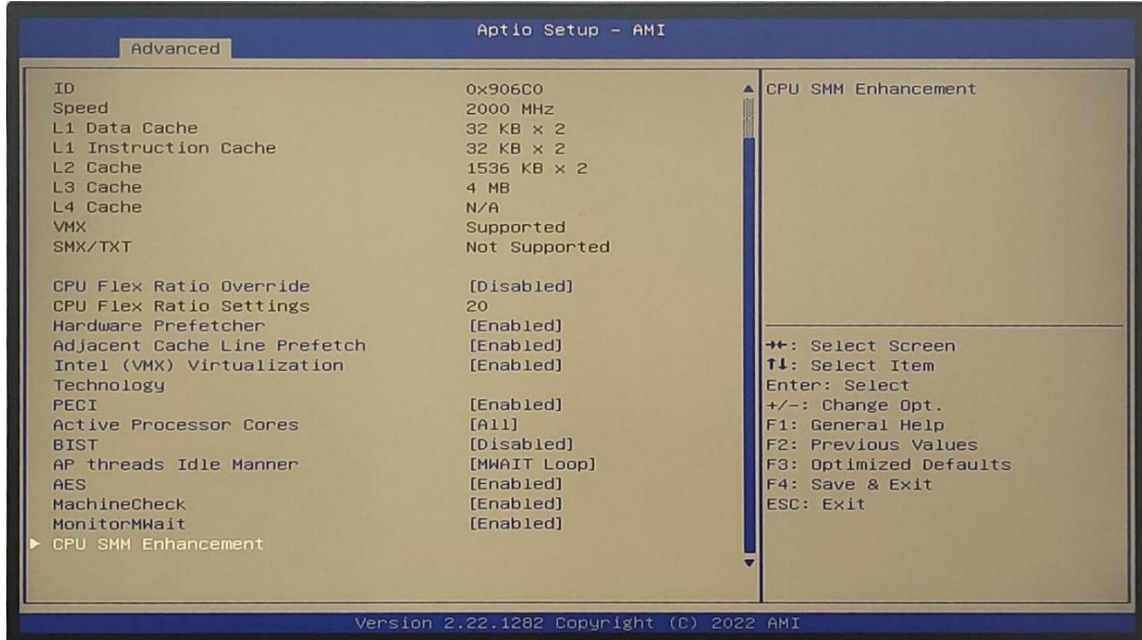 Aptio Setup – AMI
Advanced
ID 0x906C0
Speed 2000 MHz
L1 Data Cache 32 KB x 2
L1 Instruction Cache 32 KB x 2
L2 Cache 1536 KB x 2
L3 Cache 4 MB
L4 Cache N/A
VMX Supported
SMX/TXT Not Supported
CPU Flex Ratio Override [Disabled]
CPU Flex Ratio Settings 20
Hardware Prefetcher [Enabled]
Adjacent Cache Line Prefetch [Enabled]
Intel (VMX) Virtualization [Enabled]
Technology
PECI [Enabled]
Active Processor Cores [All]
BIST [Disabled]
AP threads Idle Manner [MWAIT Loop]
AES [Enabled]
MachineCheck [Enabled]
MonitorMWait [Enabled]
► CPU SMM Enhancement
CPU SMM Enhancement
→←: Select Screen
↑↓: Select Item
Enter: Select
+/-: Change Opt.
F1: General Help
F2: Previous Values
F3: Optimized Defaults
F4: Save & Exit
ESC: Exit
Version 2.22.1282 Copyright (C) 2022 AMI